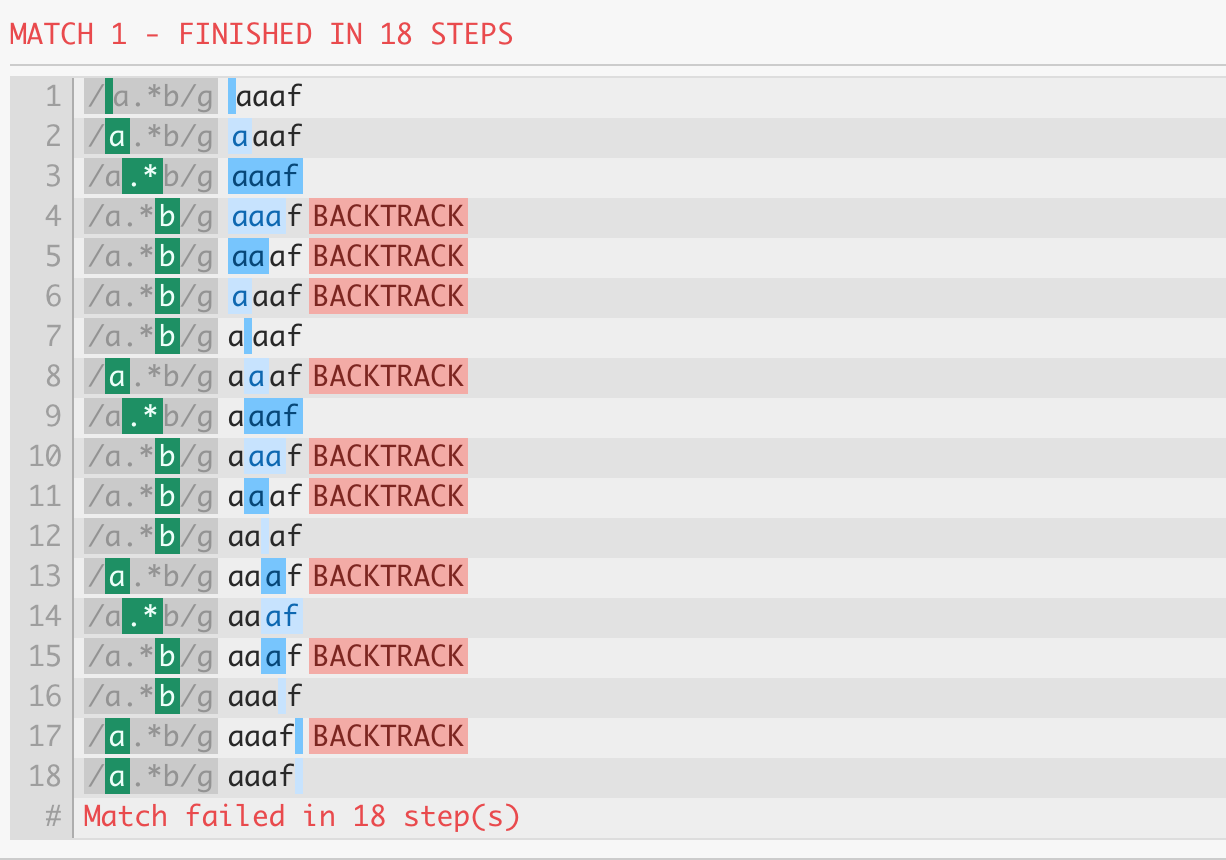 MATCH 1 - FINISHED IN 18 STEPS
1 /a.*b/g aaaf
2 /a.*b/g aaaf
3 /a.*b/g aaaf
4 /a.*b/g aaaf BACKTRACK
5 /a.*b/g aaaf BACKTRACK
6 /a.*b/g aaaf BACKTRACK
7 /a.*b/g aaaf
8 /a.*b/g aaaf BACKTRACK
9 /a.*b/g aaaf
10 /a.*b/g aaaf BACKTRACK
11 /a.*b/g aaaf BACKTRACK
12 /a.*b/g aaaf
13 /a.*b/g aaaf BACKTRACK
14 /a.*b/g aaaf
15 /a.*b/g aaaf BACKTRACK
16 /a.*b/g aaaf
17 /a.*b/g aaaf BACKTRACK
18 /a.*b/g aaaf
# Match failed in 18 step(s)